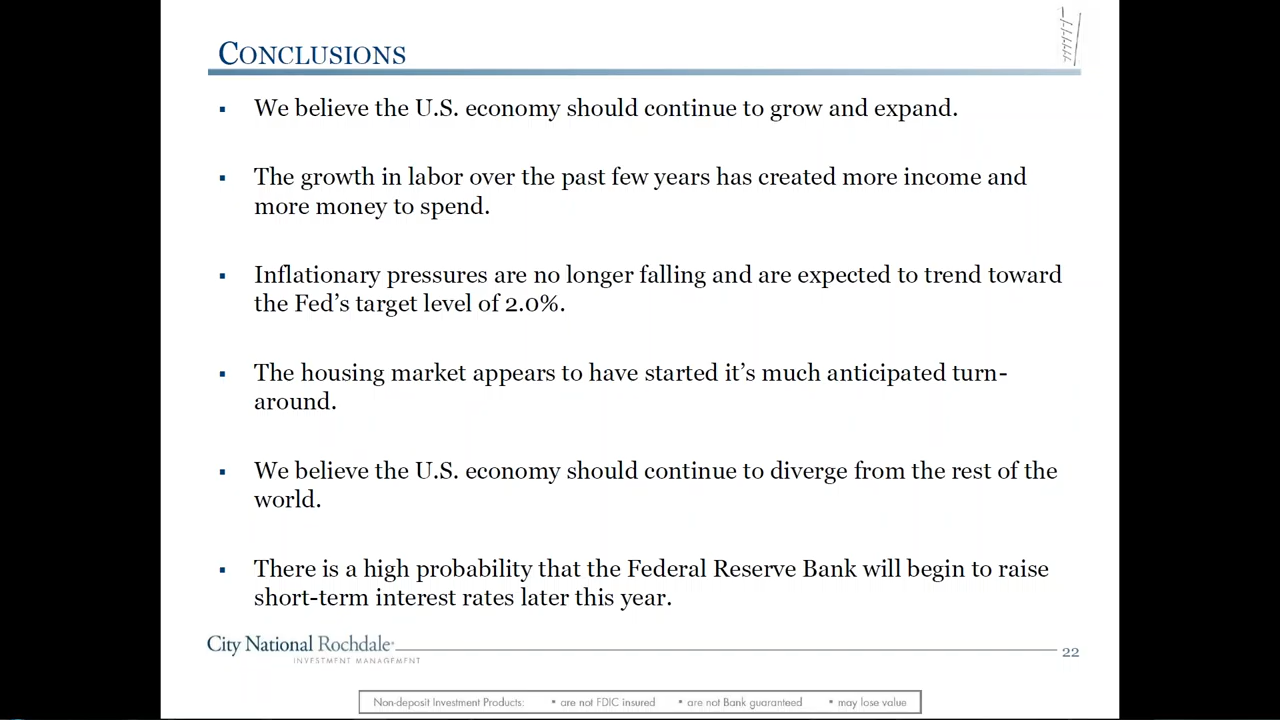 CONCLUSIONS
▪ We believe the U.S. economy should continue to grow and expand.
▪ The growth in labor over the past few years has created more income and
more money to spend.
▪ Inflationary pressures are no longer falling and are expected to trend toward
the Fed’s target level of 2.0%.
▪ The housing market appears to have started it’s much anticipated turn-
around.
▪ We believe the U.S. economy should continue to diverge from the rest of the
world.
▪ There is a high probability that the Federal Reserve Bank will begin to raise
short-term interest rates later this year.
City National Rochdale
INVESTMENT MANAGEMENT
22
Non-deposit Investment Products: • are not FDIC insured • are not Bank guaranteed • may lose value